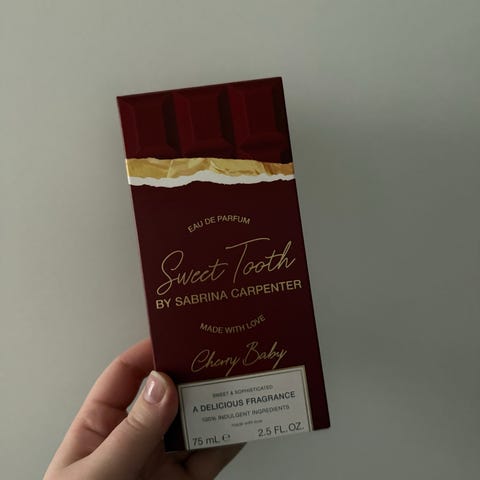 EAU DE PARFUM
Sweet Tooth
BY SABRINA CARPENTER
MADE WITH LOVE
Cherry Baby
SWEET & SOPHISTICATED
A DELICIOUS FRAGRANCE
100% INDULGENT INGREDIENTS
made with love
75 mL ℮ 2.5 FL. OZ.